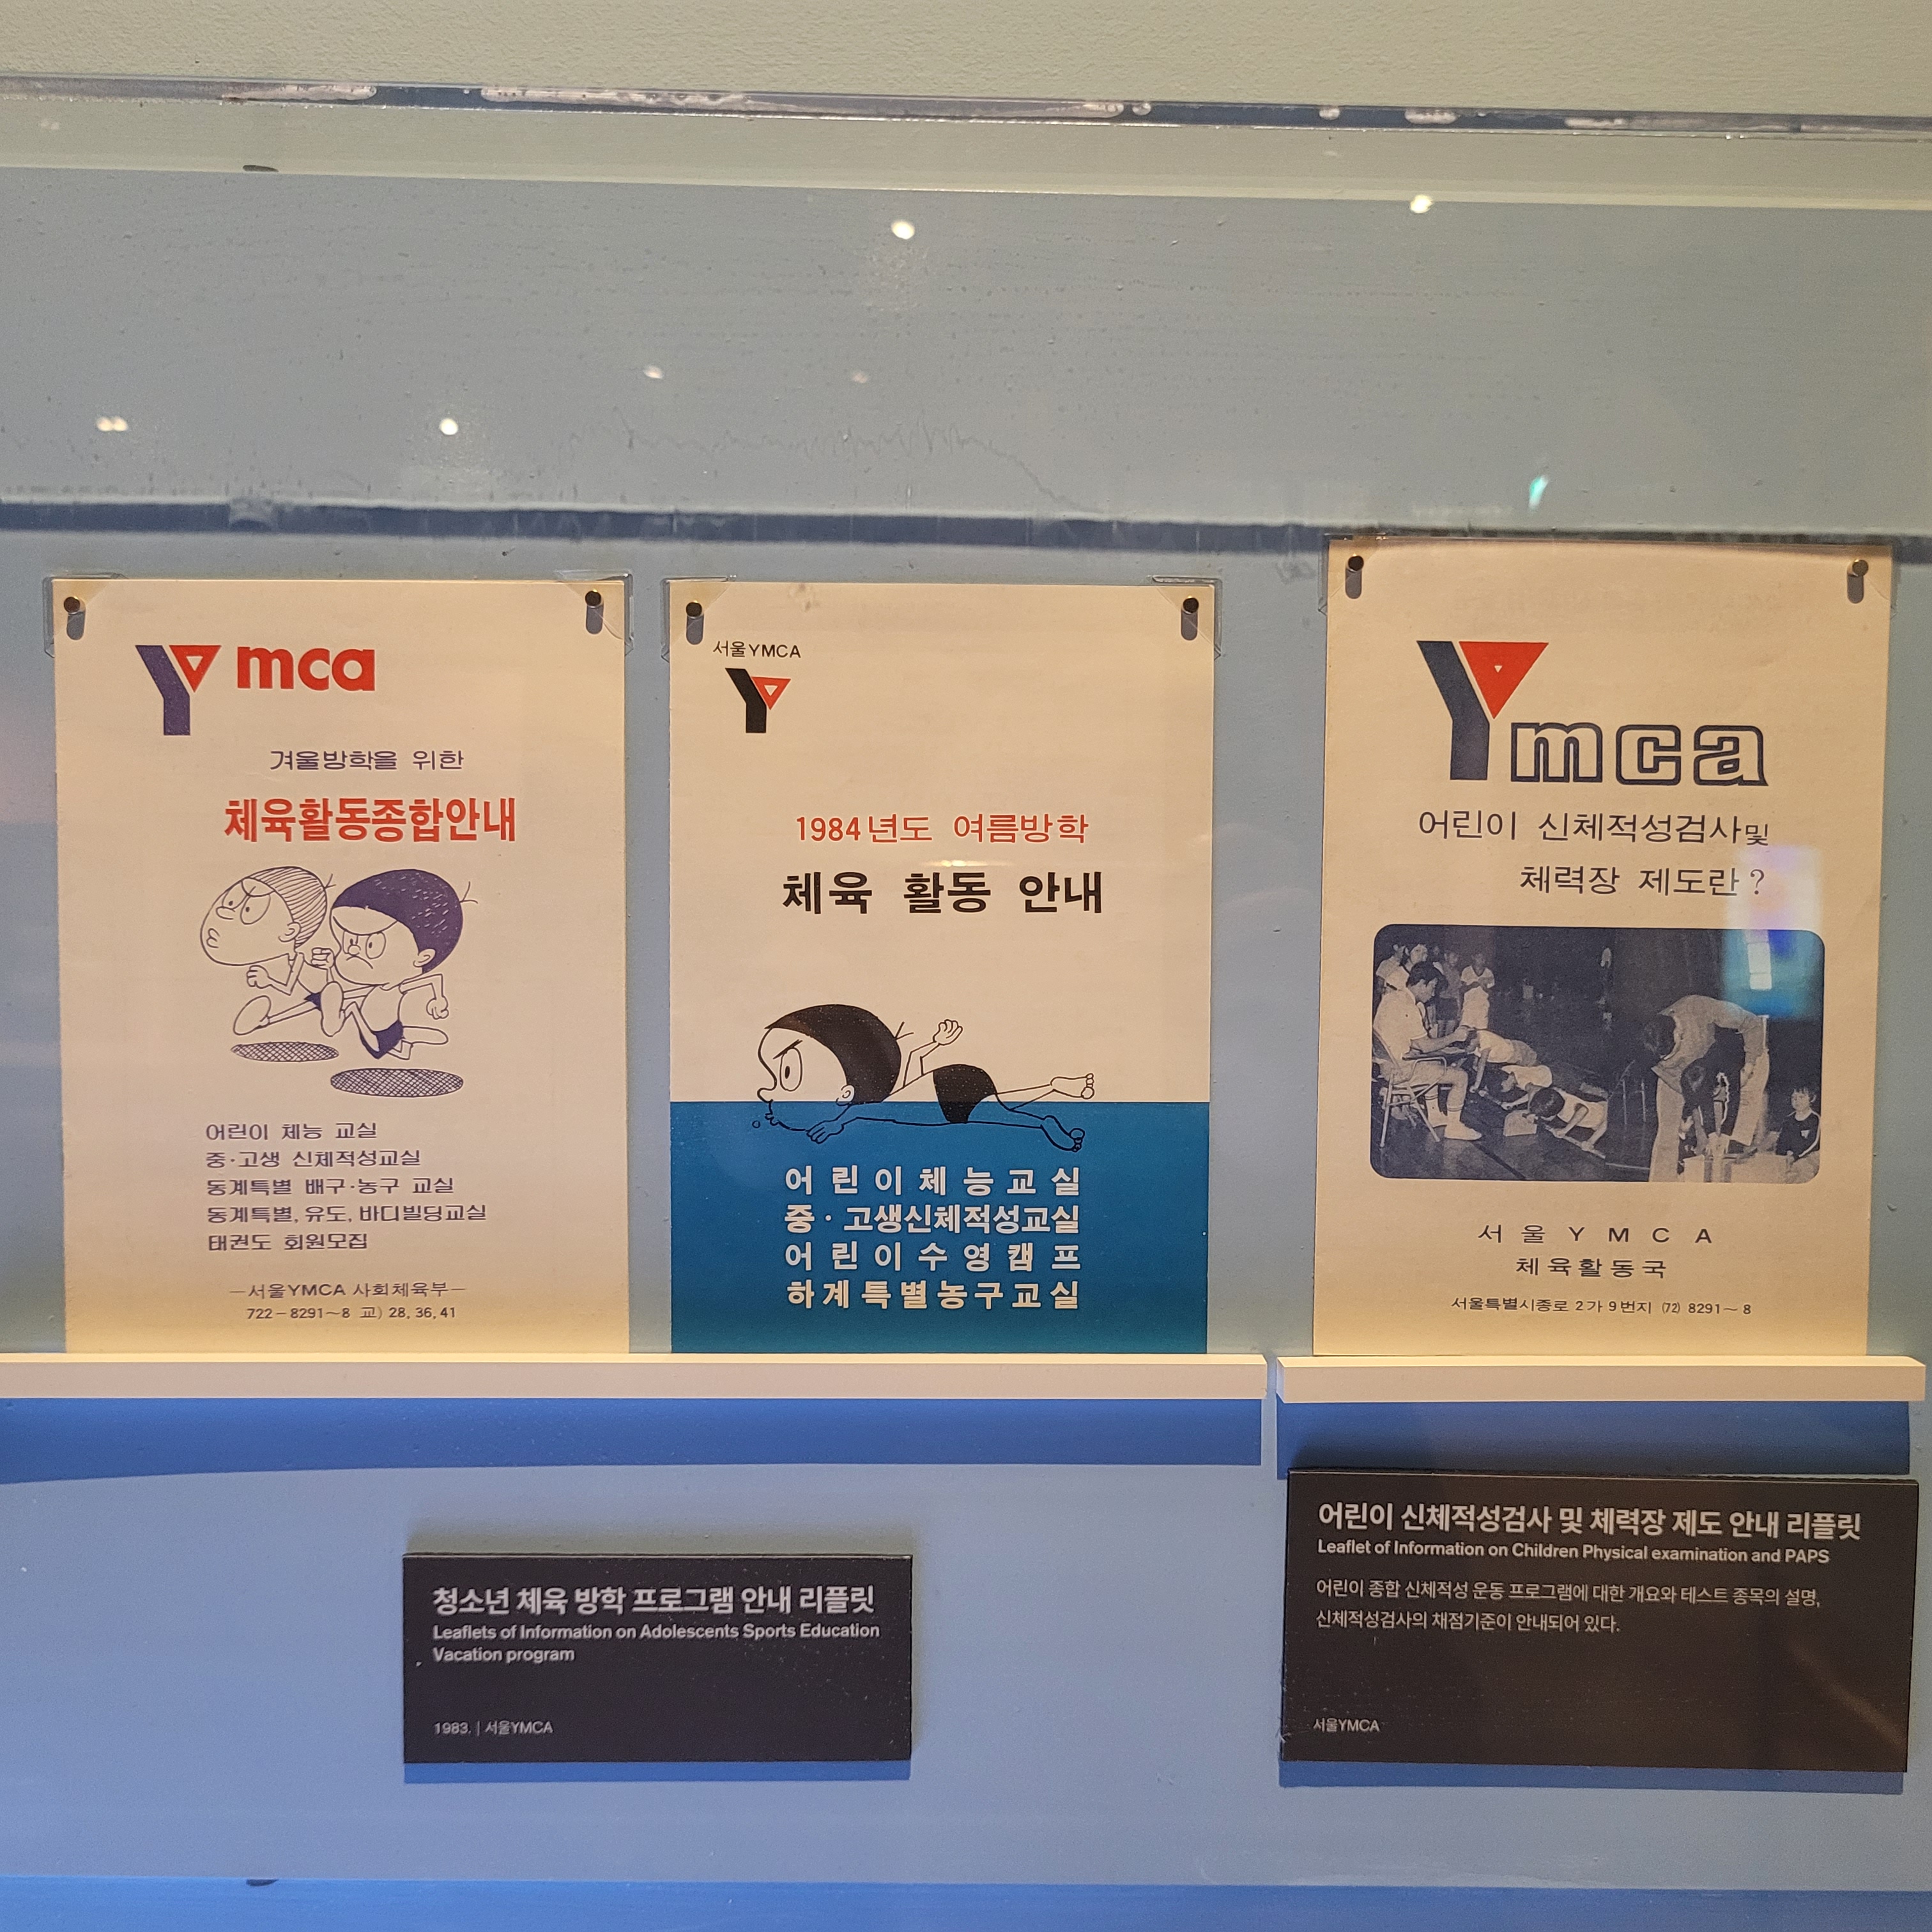 Ymca
겨울방학을 위한
체육활동종합안내
어린이 체능 교실
중·고생 신체적성교실
동계특별 배구·농구 교실
동계특별, 유도, 바디빌딩교실
태권도 회원모집
—서울YMCA 사회체육부—
722-8291~8 교) 28, 36, 41
서울YMCA
Y
1984년도 여름방학
체육 활동 안내
어린이체능교실
중·고생신체적성교실
어린이수영캠프
하계특별농구교실
Ymca
어린이 신체적성검사및
체력장 제도란?
서울 YMCA
체육활동국
서울특별시종로 2가 9번지 (72) 8291~8
청소년 체육 방학 프로그램 안내 리플릿
Leaflets of Information on Adolescents Sports Education
Vacation program
1983. | 서울YMCA
어린이 신체적성검사 및 체력장 제도 안내 리플릿
Leaflet of Information on Children Physical examination and PAPS
어린이 종합 신체적성 운동 프로그램에 대한 개요와 테스트 종목의 설명,
신체적성검사의 채점기준이 안내되어 있다.
서울YMCA